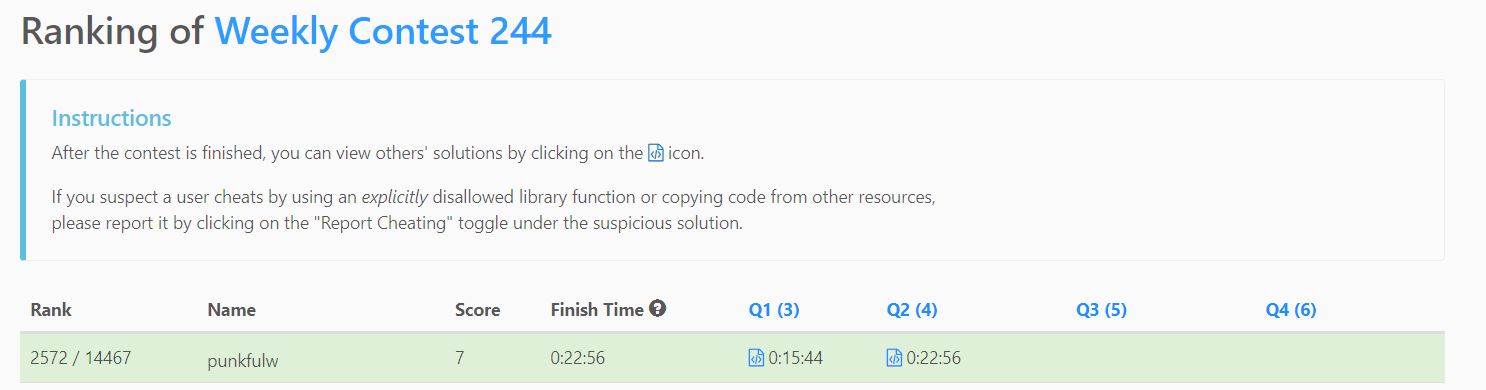 Ranking of Weekly Contest 244
Instructions
After the contest is finished, you can view others' solutions by clicking on the </> icon.
If you suspect a user cheats by using an explicitly disallowed library function or copying code from other resources,
please report it by clicking on the "Report Cheating" toggle under the suspicious solution.
Rank Name Score Finish Time ? Q1 (3) Q2 (4) Q3 (5) Q4 (6)
2572 / 14467 punkfulw 7 0:22:56 </> 0:15:44 </> 0:22:56